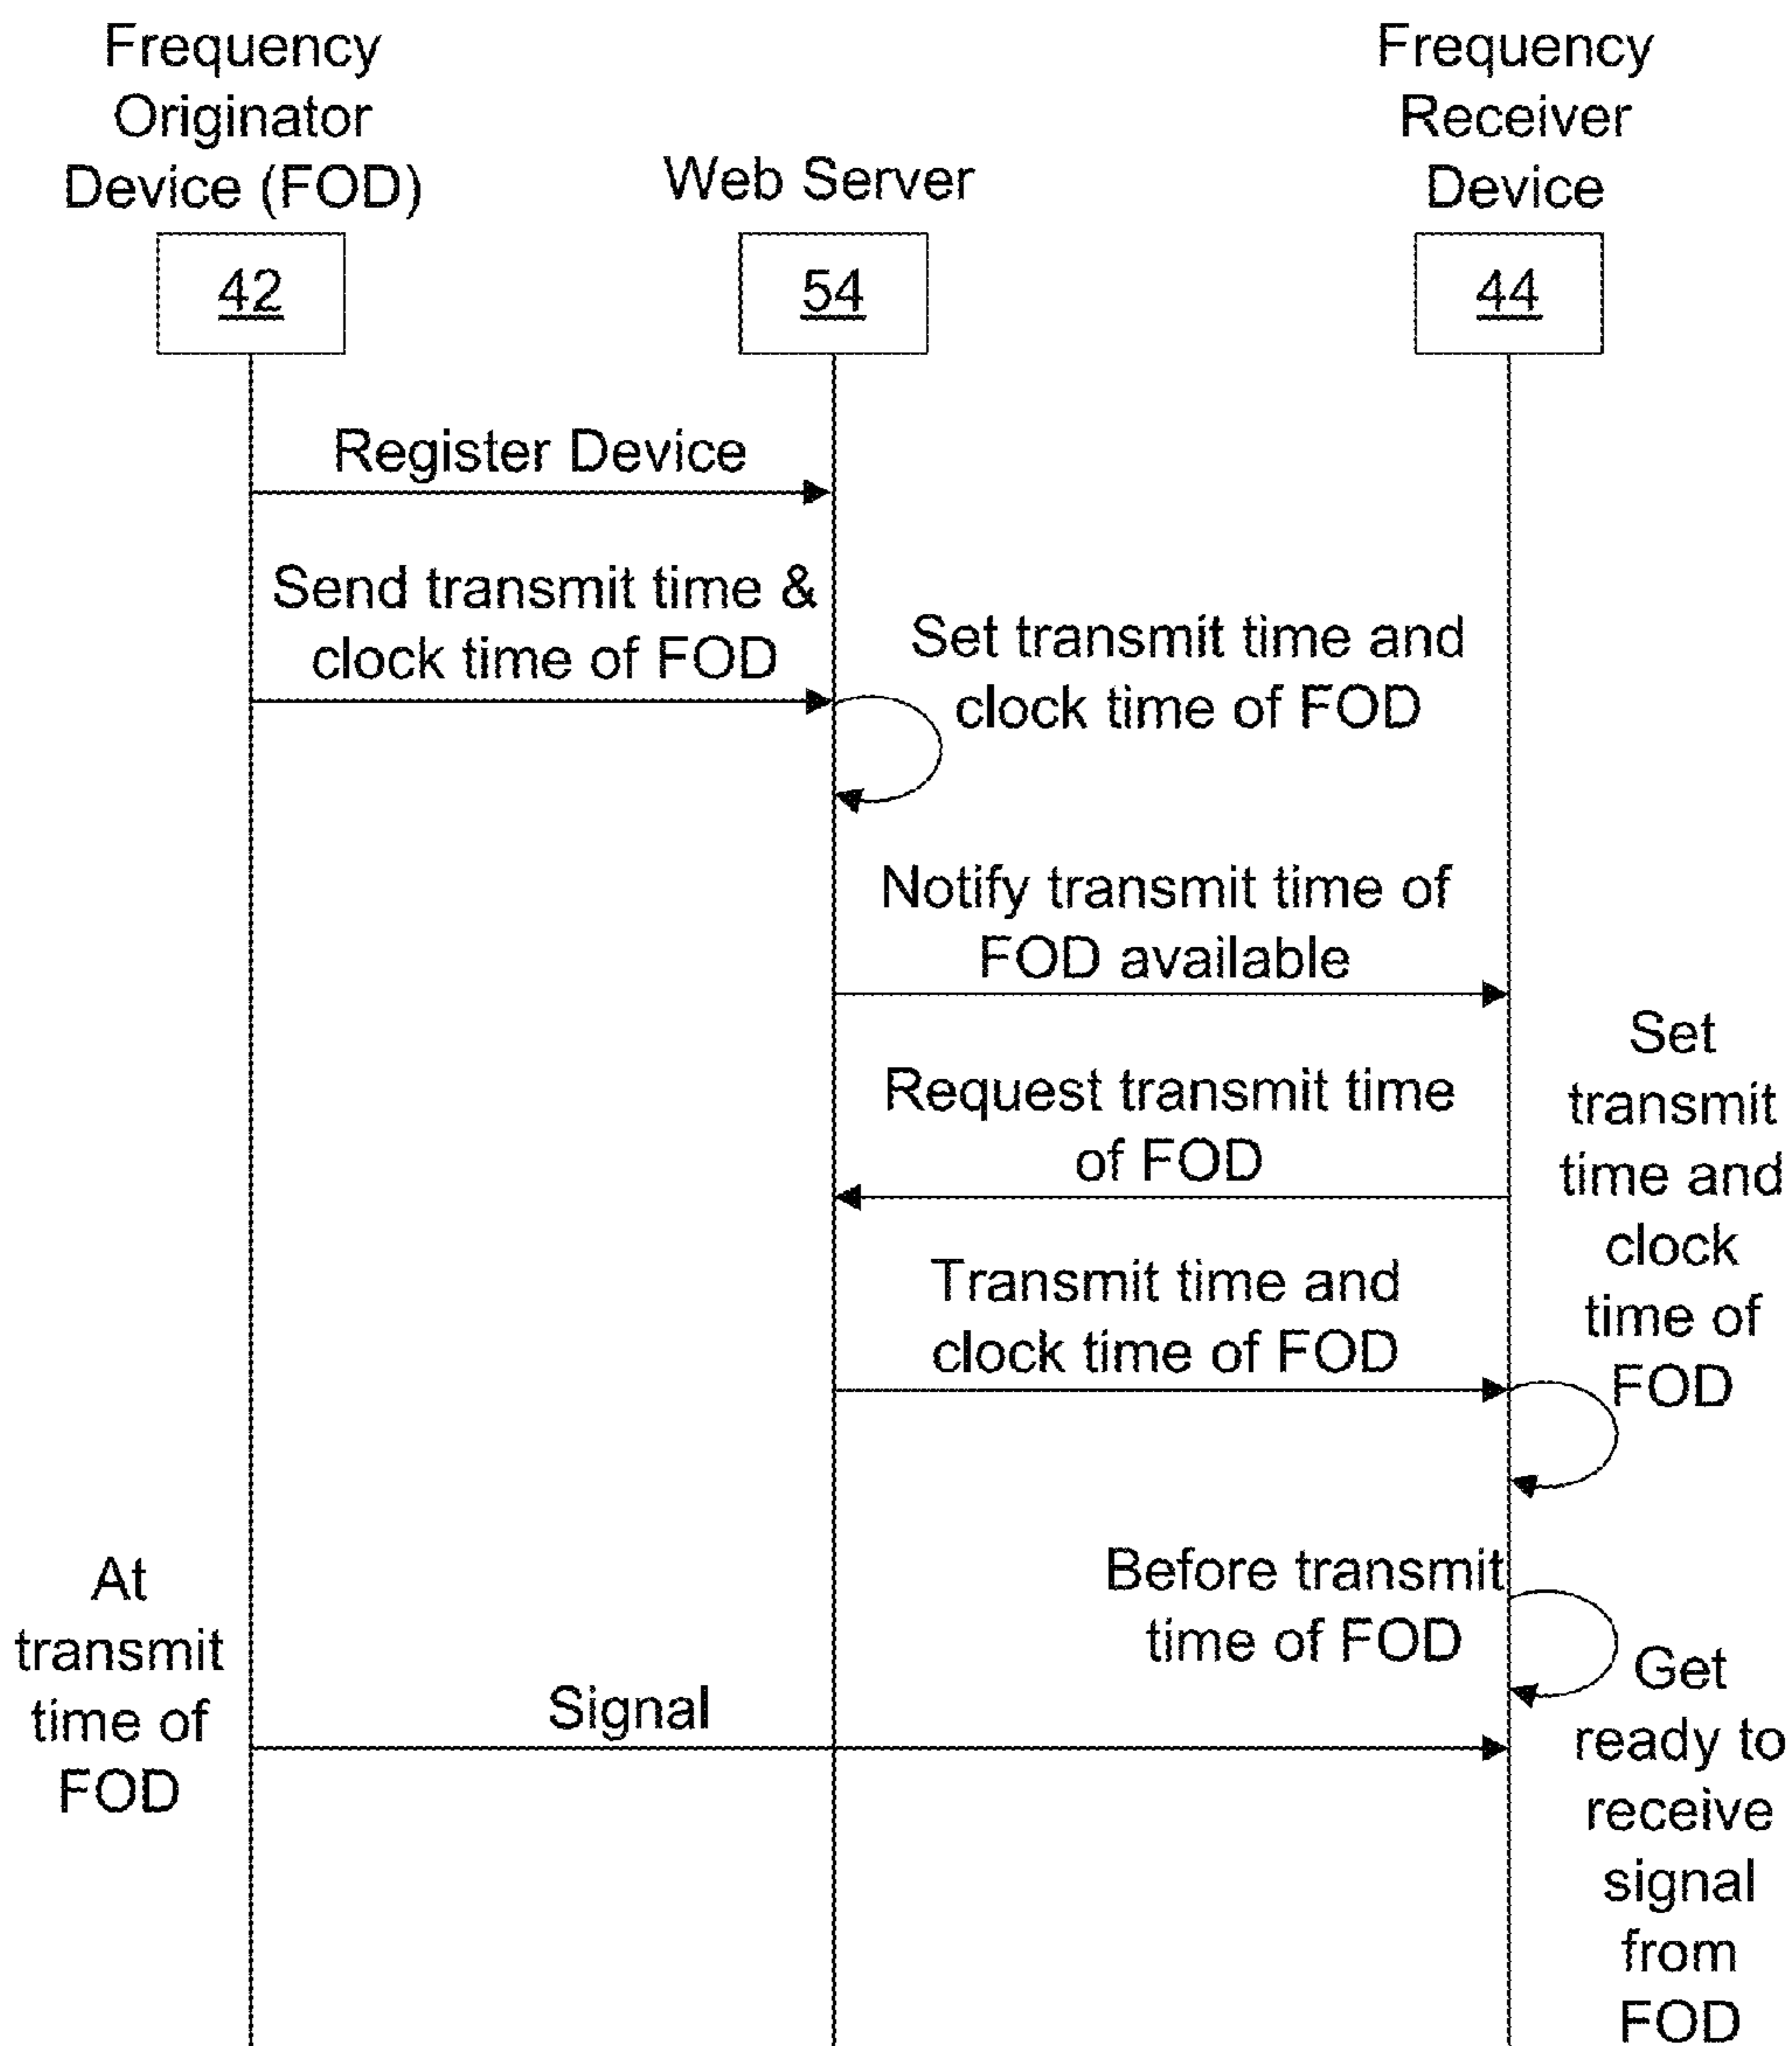 Frequency
Originator
Device (FOD)
Web Server
Frequency
Receiver
Device
42
54
44
Register Device
Send transmit time &
clock time of FOD
Set transmit time and
clock time of FOD
Notify transmit time of
FOD available
Request transmit time
of FOD
Transmit time and
clock time of FOD
Set
transmit
time and
clock
time of
FOD
Before transmit
time of FOD
Get
ready to
receive
signal
from
FOD
At
transmit
time of
FOD
Signal